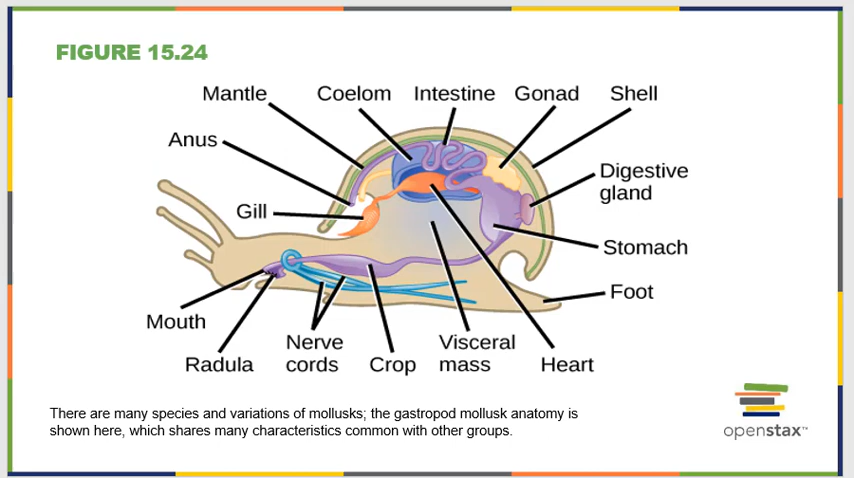 FIGURE 15.24
Mantle
Coelom
Intestine
Gonad
Shell
Anus
Digestive
gland
Gill
Stomach
Foot
Mouth
Radula
Nerve
cords
Crop
Visceral
mass
Heart
There are many species and variations of mollusks; the gastropod mollusk anatomy is
shown here, which shares many characteristics common with other groups.
openstax™